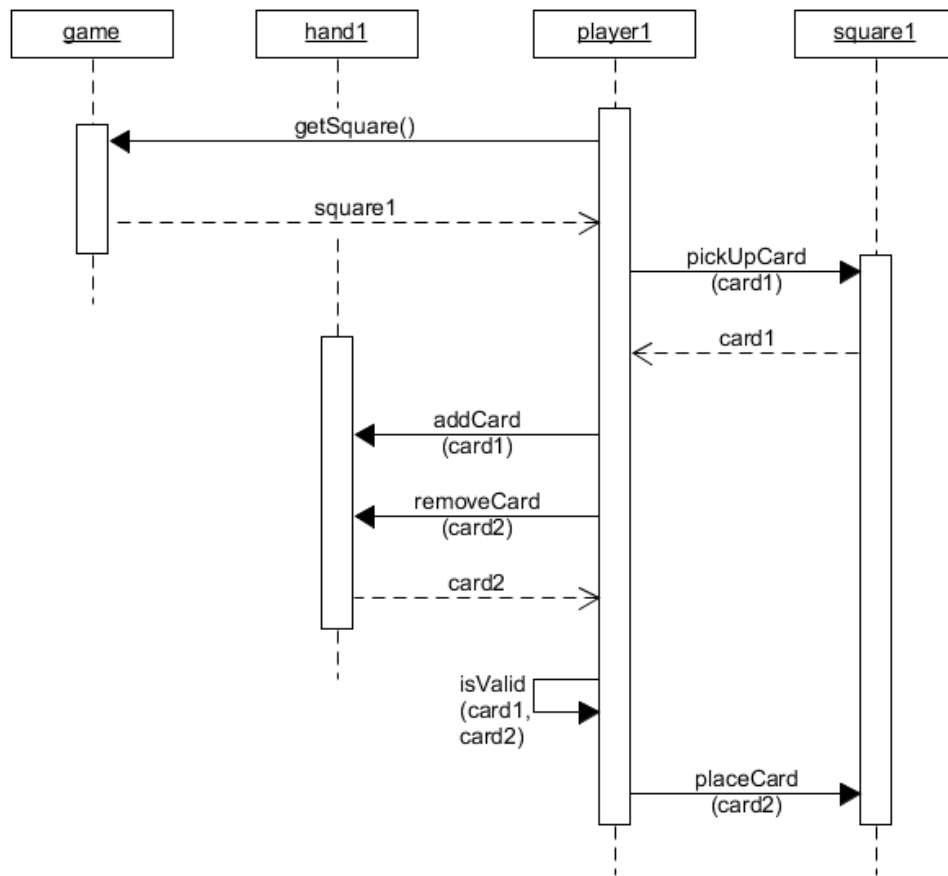 game
hand1
player1
square1
getSquare()
square1
pickUpCard
(card1)
card1
addCard
(card1)
removeCard
(card2)
card2
isValid
(card1,
card2)
placeCard
(card2)